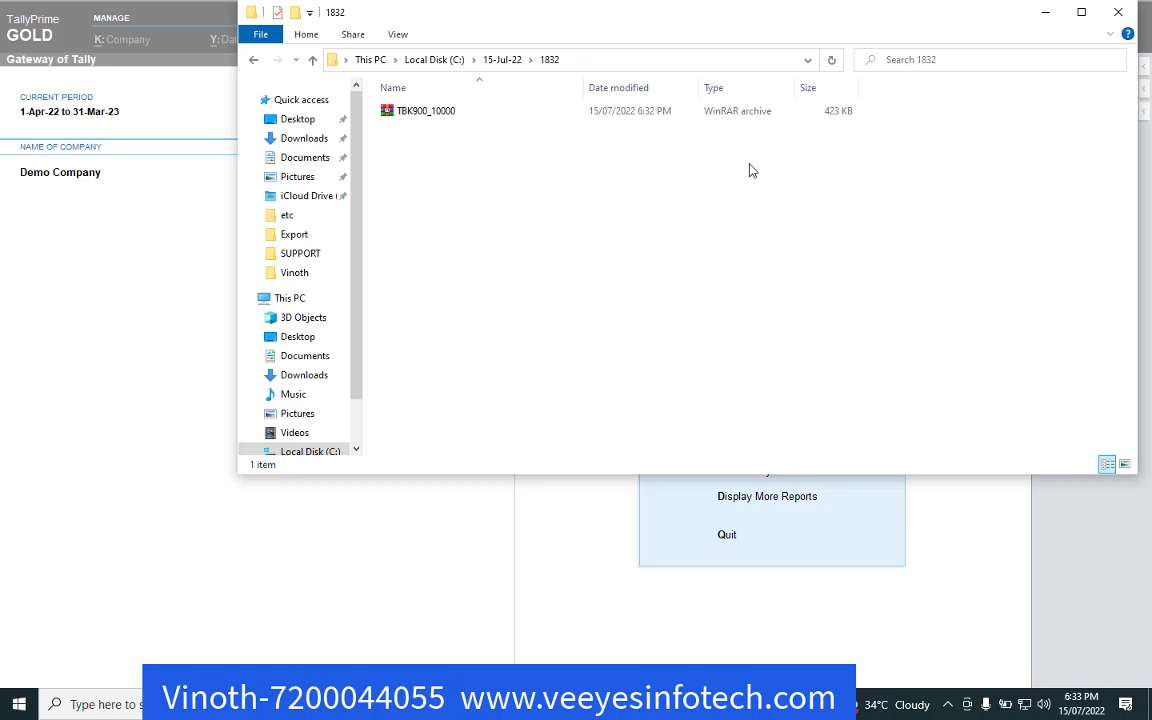 TallyPrime
GOLD
MANAGE
K: Company
Y: Dat
Gateway of Tally
CURRENT PERIOD
1-Apr-22 to 31-Mar-23
NAME OF COMPANY
Demo Company
1832
File Home Share View
This PC Local Disk (C:) 15-Jul-22 1832
Search 1832
Name Date modified Type Size
TBK900_10000 15/07/2022 6:32 PM WinRAR archive 423 KB
Quick access
Desktop
Downloads
Documents
Pictures
iCloud Drive (
etc
Export
SUPPORT
Vinoth
This PC
3D Objects
Desktop
Documents
Downloads
Music
Pictures
Videos
Local Disk (C:)
1 item
Display More Reports
Quit
Vinoth-7200044055 www.veeyesinfotech.com
Type here to s
34°C Cloudy
6:33 PM
15/07/2022